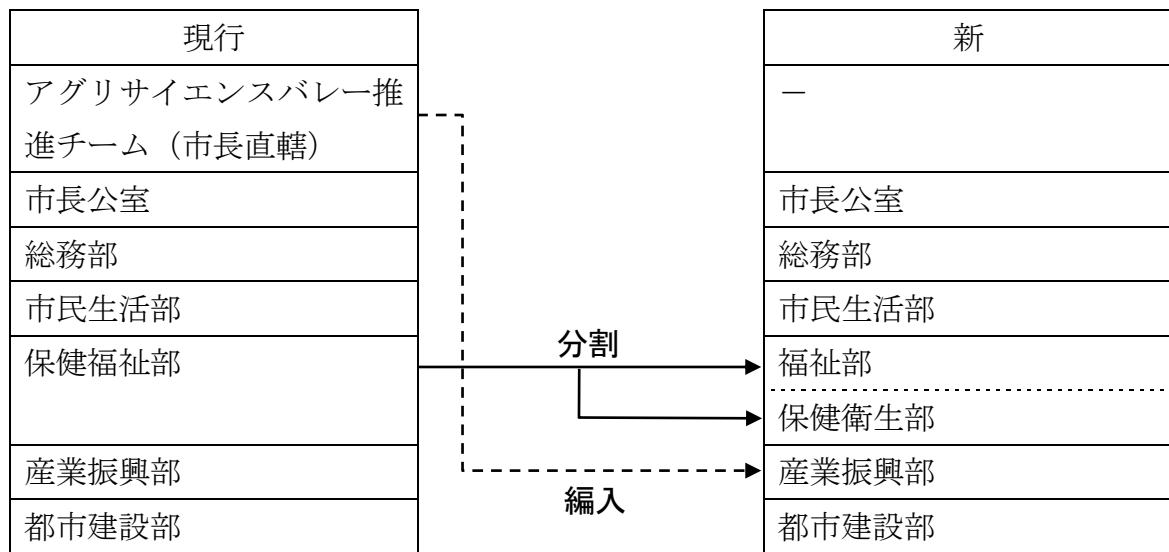 現行
アグリサイエンスバレー推
進チーム（市長直轄）
市長公室
総務部
市民生活部
保健福祉部
産業振興部
都市建設部
分割
編入
新
－
市長公室
総務部
市民生活部
福祉部
保健衛生部
産業振興部
都市建設部